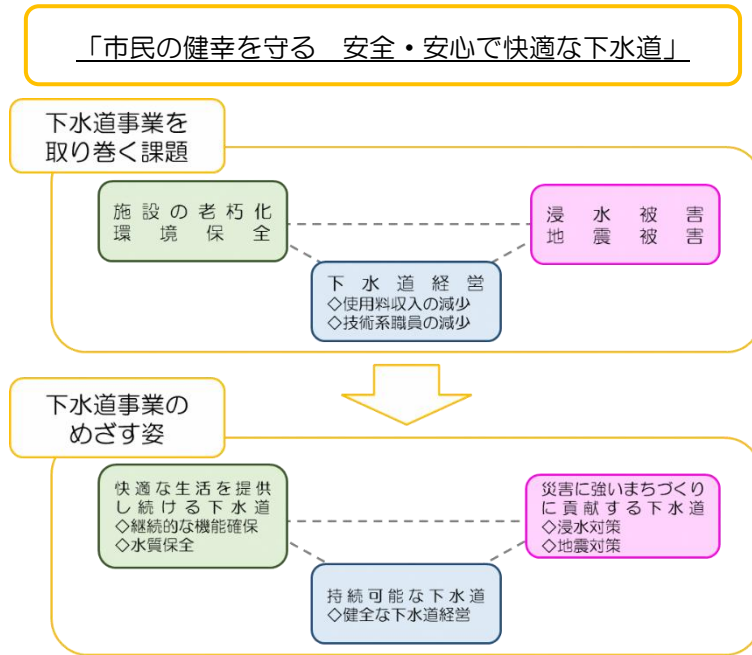 「市民の健幸を守る　安全・安心で快適な下水道」
下水道事業を
取り巻く課題
施設の老朽化
環境保全
浸水被害
地震被害
下水道経営
◇使用料収入の減少
◇技術系職員の減少
下水道事業の
めざす姿
快適な生活を提供
し続ける下水道
◇継続的な機能確保
◇水質保全
災害に強いまちづくり
に貢献する下水道
◇浸水対策
◇地震対策
持続可能な下水道
◇健全な下水道経営